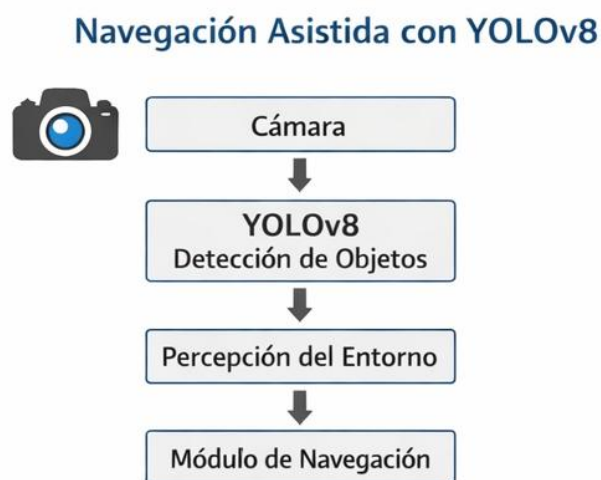 Navegación Asistida con YOLOv8
Cámara
YOLOv8
Detección de Objetos
Percepción del Entorno
Módulo de Navegación